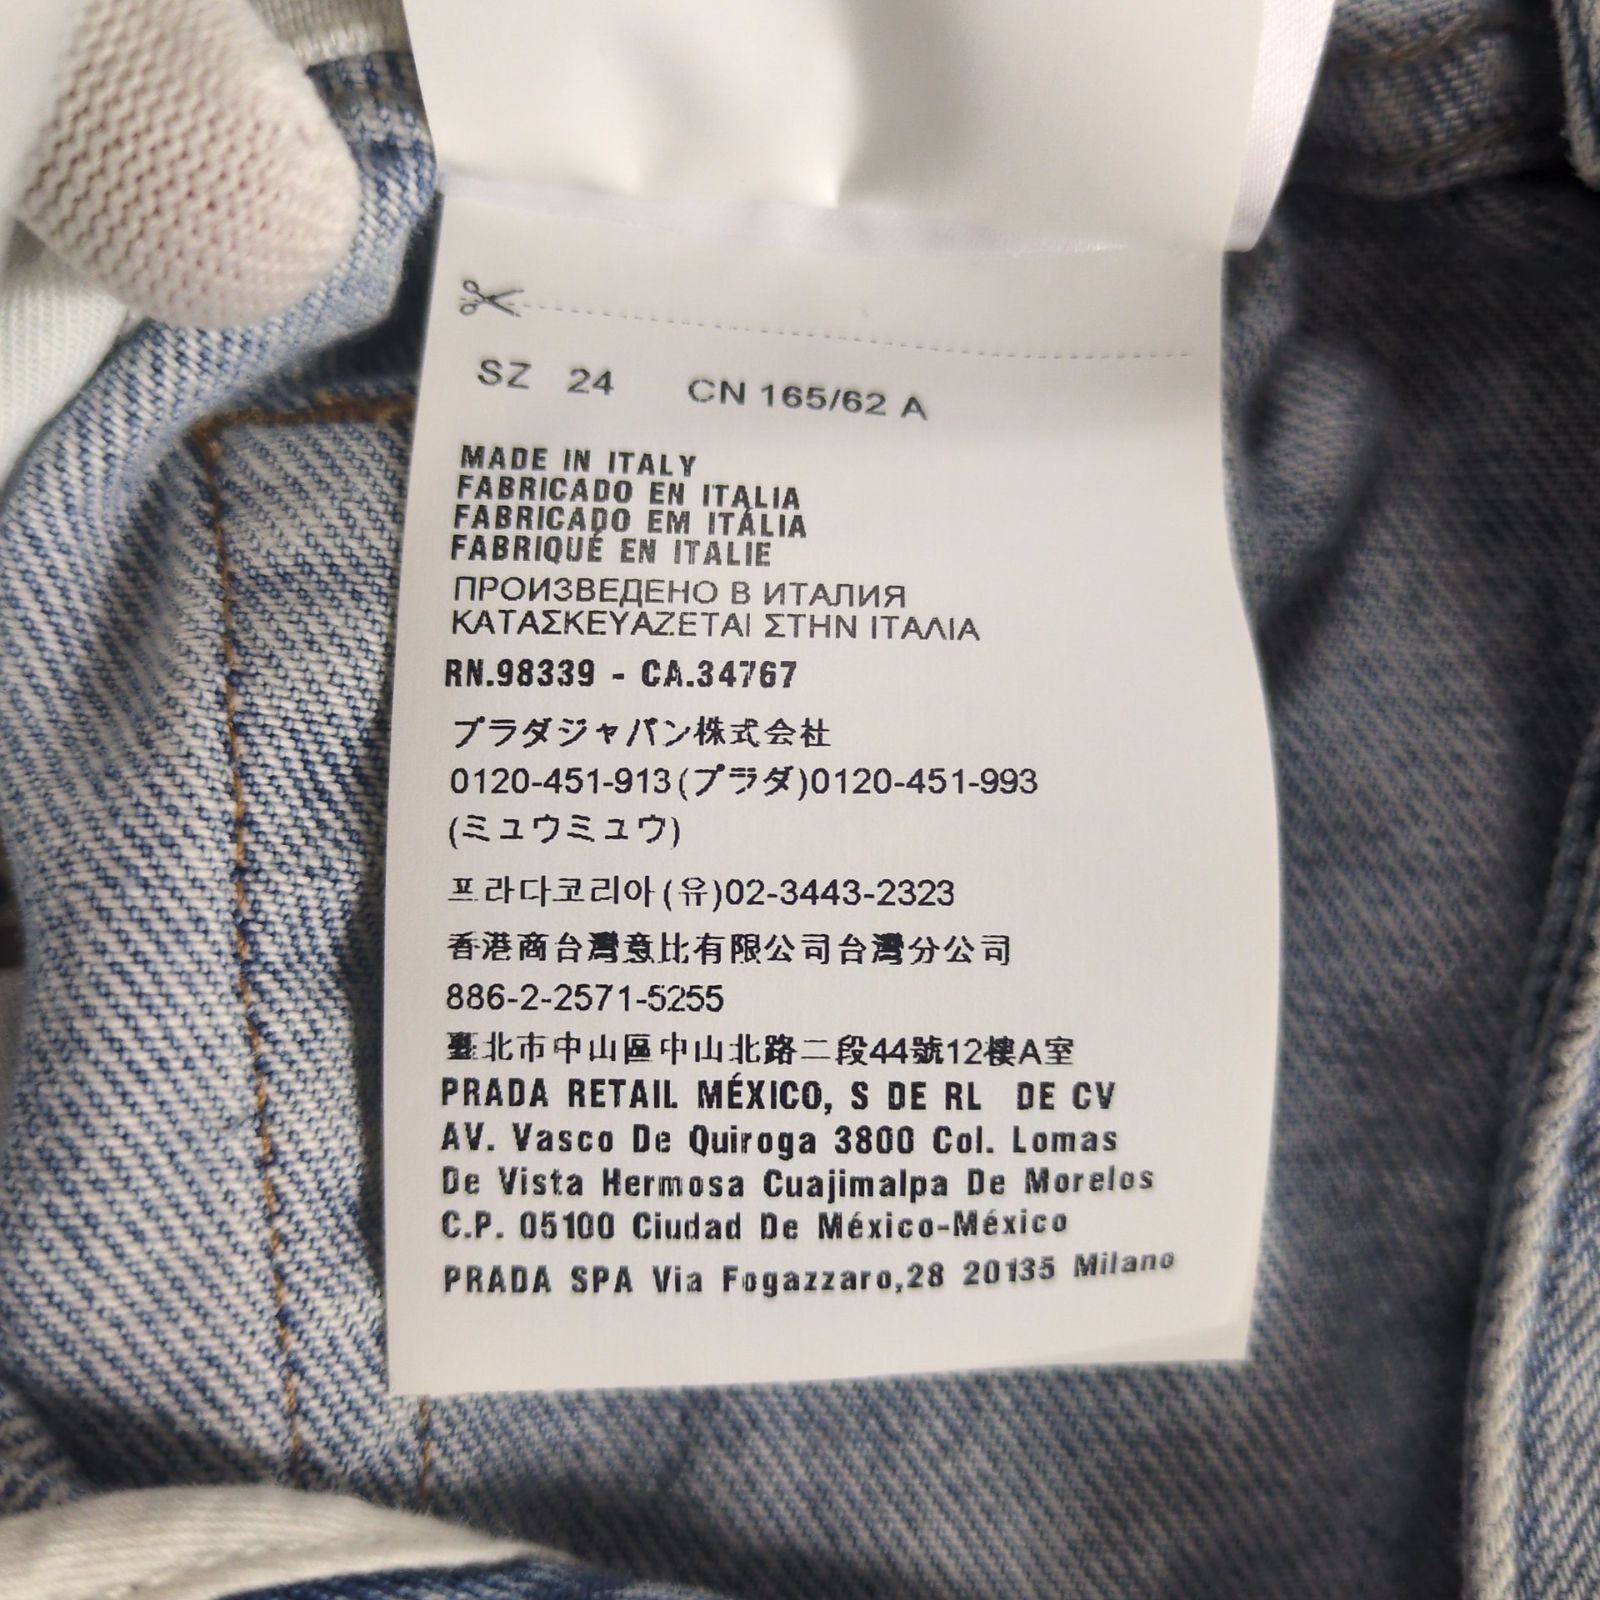 SZ 24 CN 165/62 A
MADE IN ITALY
FABRICADO EN ITALIA
FABRICADO EM ITÁLIA
FABRIQUÉ EN ITALIE
ПРОИЗВЕДЕНО В ИТАЛИЯ
ΚΑΤΑΣΚΕΥΑΖΕΤΑΙ ΣΤΗΝ ΙΤΑΛΙΑ
RN.98339 - CA.34767
プラダジャパン株式会社
0120-451-913(プラダ)0120-451-993
(ミュウミュウ)
프라다코리아(유)02-3443-2323
香港商台灣意比有限公司台灣分公司
886-2-2571-5255
臺北市中山區中山北路二段44號12樓A室
PRADA RETAIL MÉXICO, S DE RL DE CV
AV. Vasco De Quiroga 3800 Col. Lomas
De Vista Hermosa Cuajimalpa De Morelos
C.P. 05100 Ciudad De México-México
PRADA SPA Via Fogazzaro,28 20135 Milano